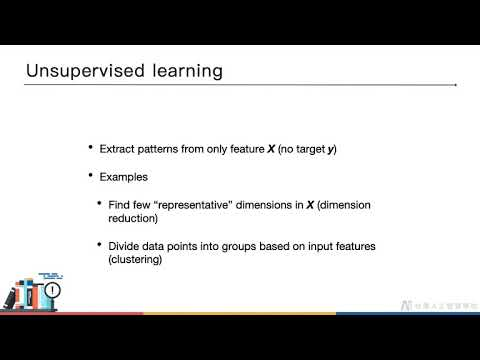 Unsupervised learning
• Extract patterns from only feature X (no target y)
• Examples
• Find few “representative” dimensions in X (dimension
reduction)
• Divide data points into groups based on input features
(clustering)